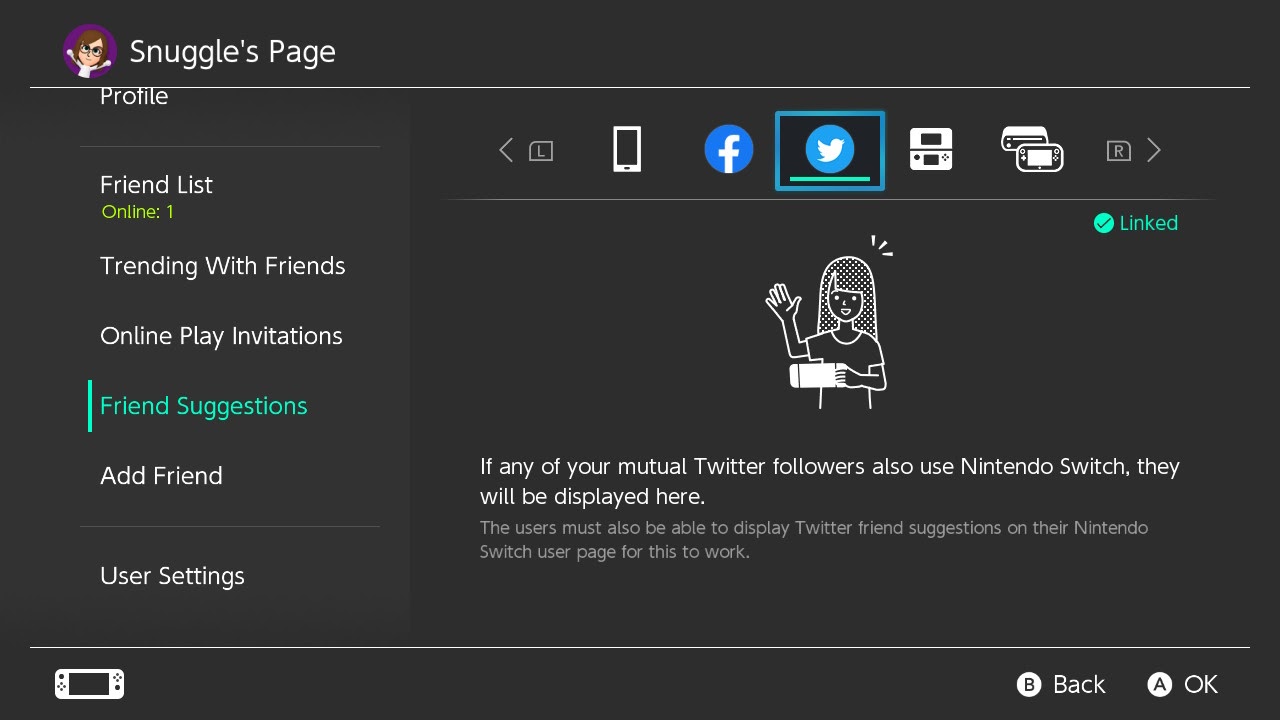 Snuggle's Page
Profile
Friend List
Online: 1
Trending With Friends
Online Play Invitations
Friend Suggestions
Add Friend
User Settings
L
R
Linked
If any of your mutual Twitter followers also use Nintendo Switch, they
will be displayed here.
The users must also be able to display Twitter friend suggestions on their Nintendo
Switch user page for this to work.
B Back
A OK